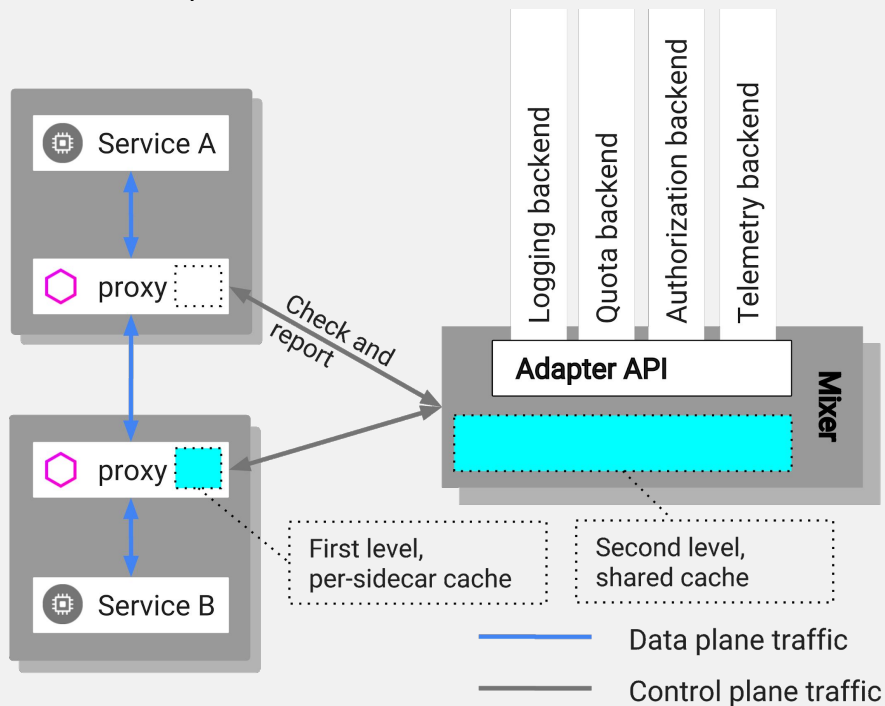 Service A
proxy
Check and
report
proxy
Service B
First level,
per-sidecar cache
Logging backend
Quota backend
Authorization backend
Telemetry backend
Adapter API
Mixer
Second level,
shared cache
Data plane traffic
Control plane traffic